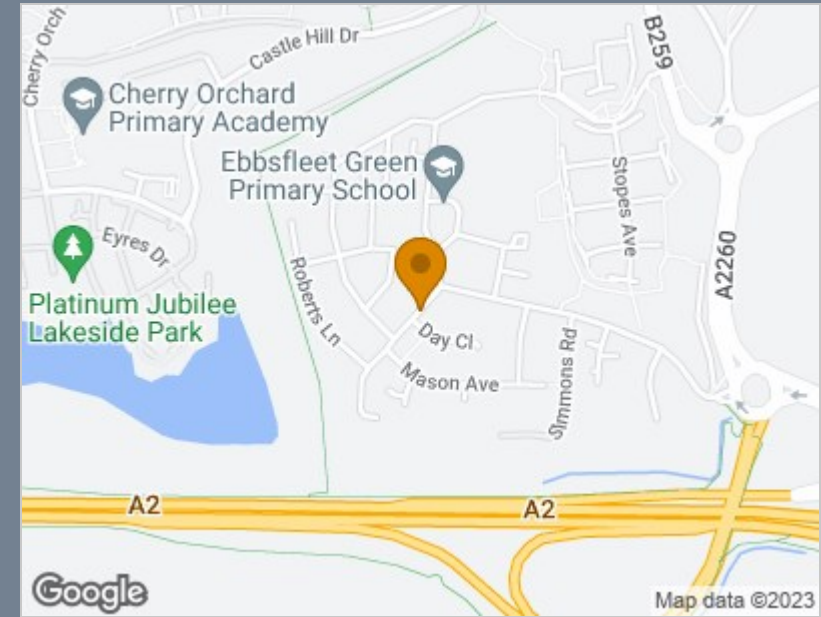 Cherry Orch
Castle Hill Dr
B259
Cherry Orchard
Primary Academy
Ebbsfleet Green
Primary School
Stopes Ave
Eyres Dr
A2260
Roberts Ln
Platinum Jubilee
Lakeside Park
Day Cl
Simmons Rd
Mason Ave
A2
A2
Google
Map data ©2023